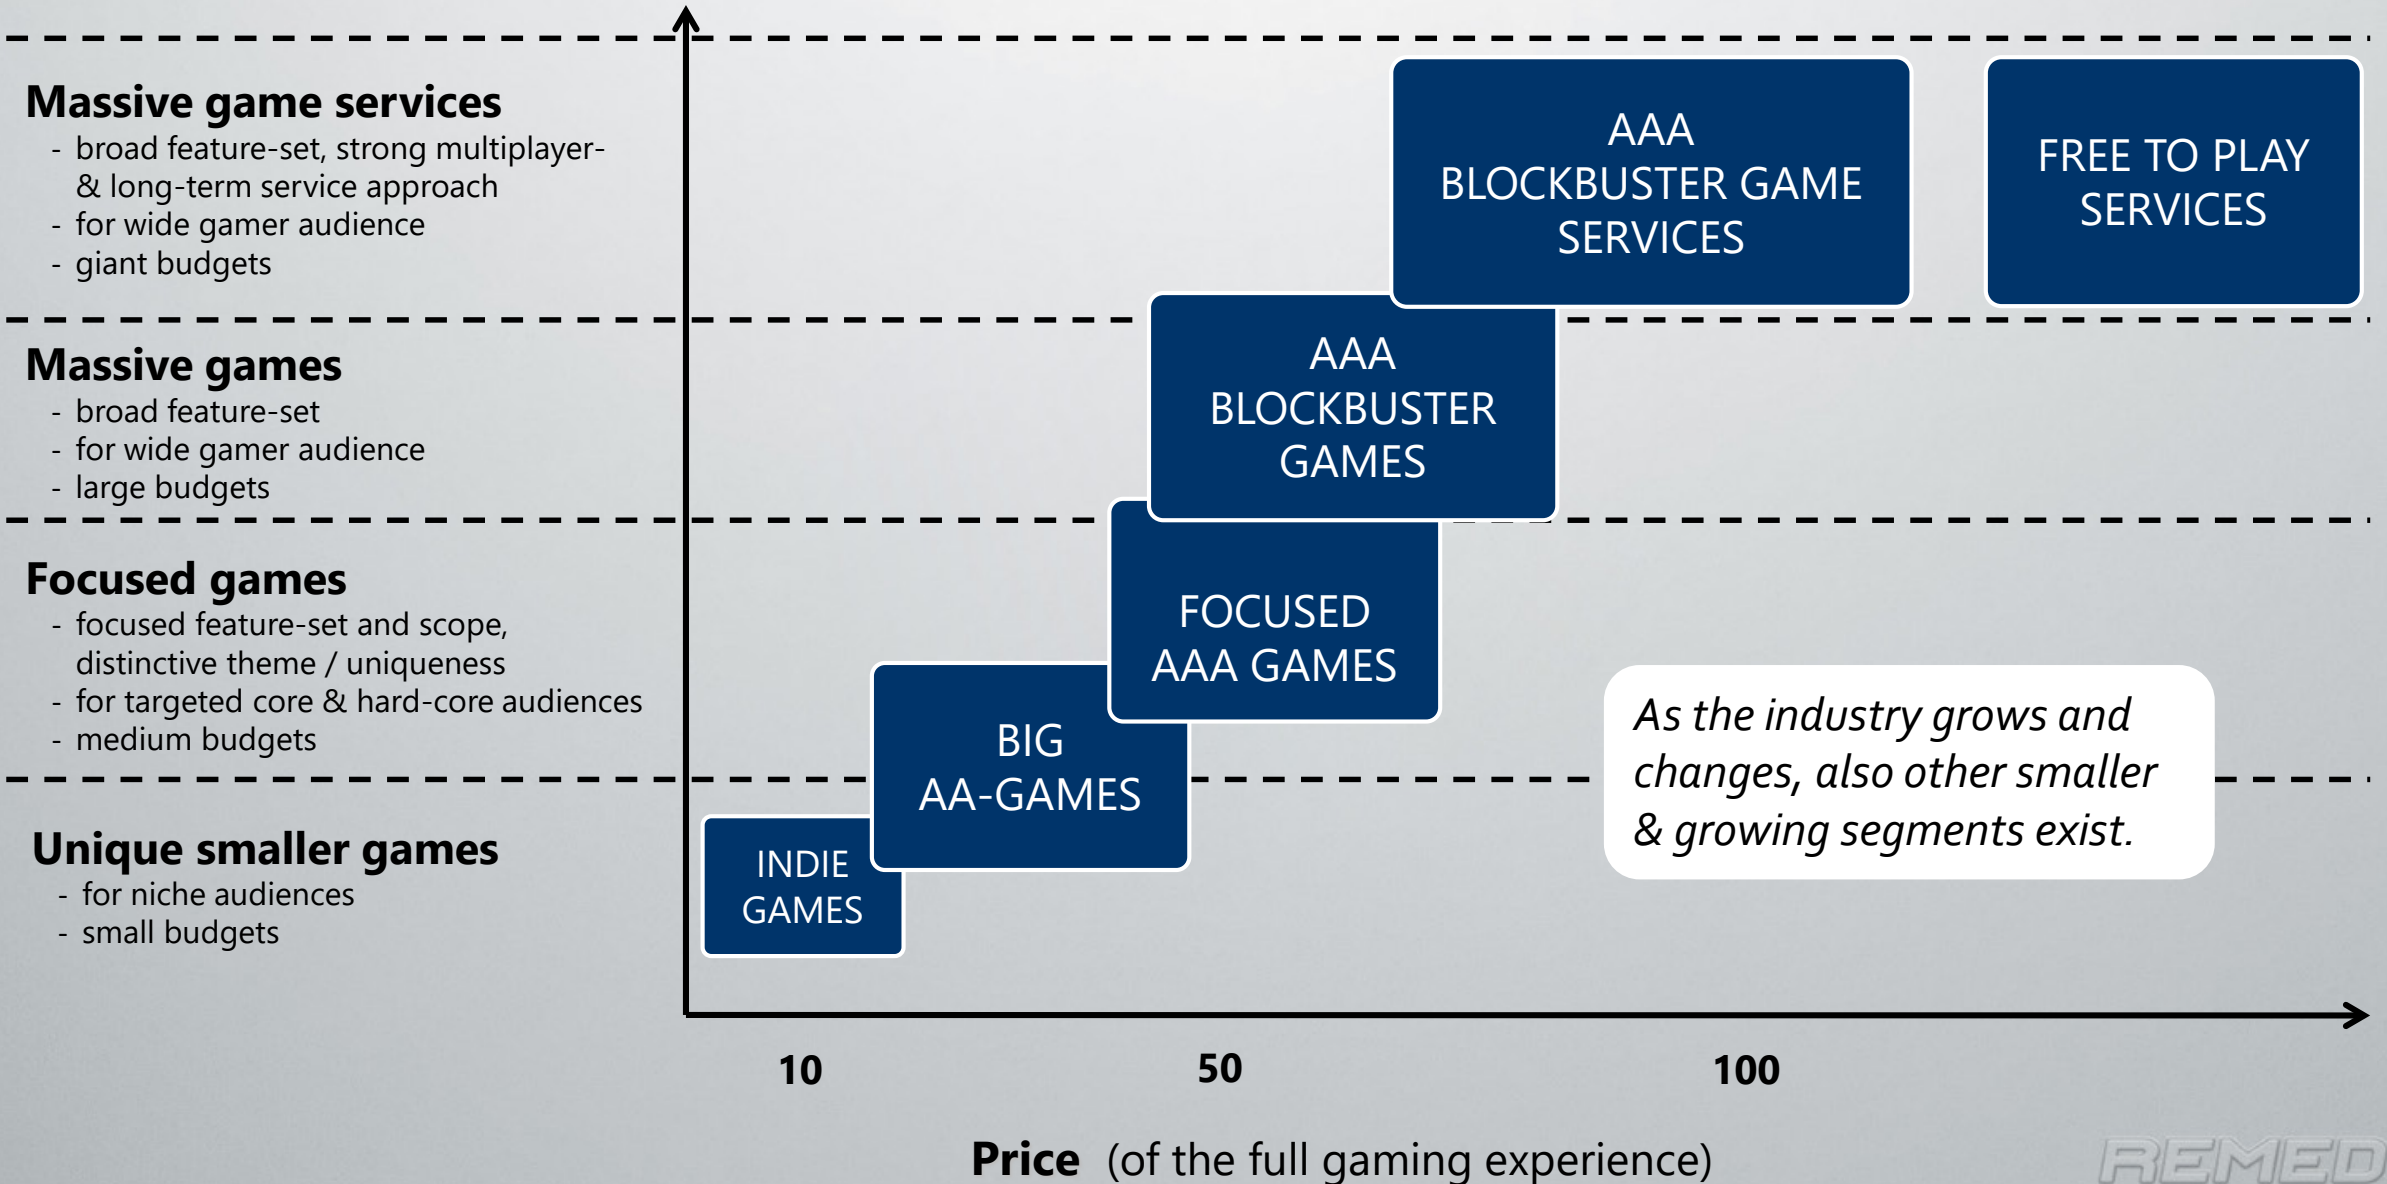 Massive game services
- broad feature-set, strong multiplayer-
& long-term service approach
- for wide gamer audience
- giant budgets
Massive games
- broad feature-set
- for wide gamer audience
- large budgets
Focused games
- focused feature-set and scope,
distinctive theme / uniqueness
- for targeted core & hard-core audiences
- medium budgets
Unique smaller games
- for niche audiences
- small budgets
AAA
BLOCKBUSTER GAME
SERVICES
FREE TO PLAY
SERVICES
AAA
BLOCKBUSTER
GAMES
FOCUSED
AAA GAMES
BIG
AA-GAMES
INDIE
GAMES
As the industry grows and
changes, also other smaller
& growing segments exist.
10
50
100
Price (of the full gaming experience)
REMED